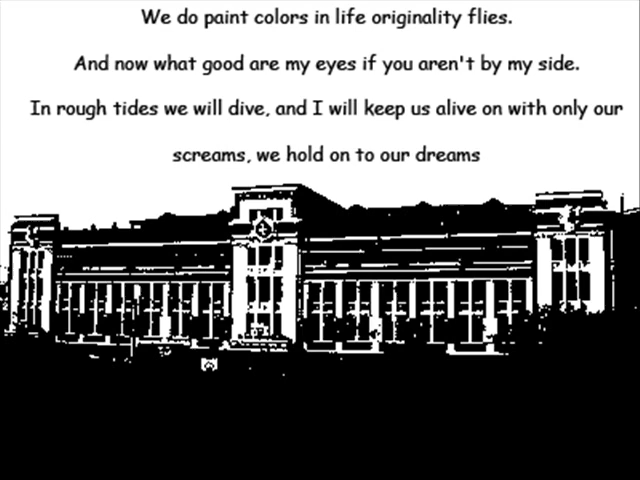 We do paint colors in life originality flies.
And now what good are my eyes if you aren't by my side.
In rough tides we will dive, and I will keep us alive on with only our
screams, we hold on to our dreams